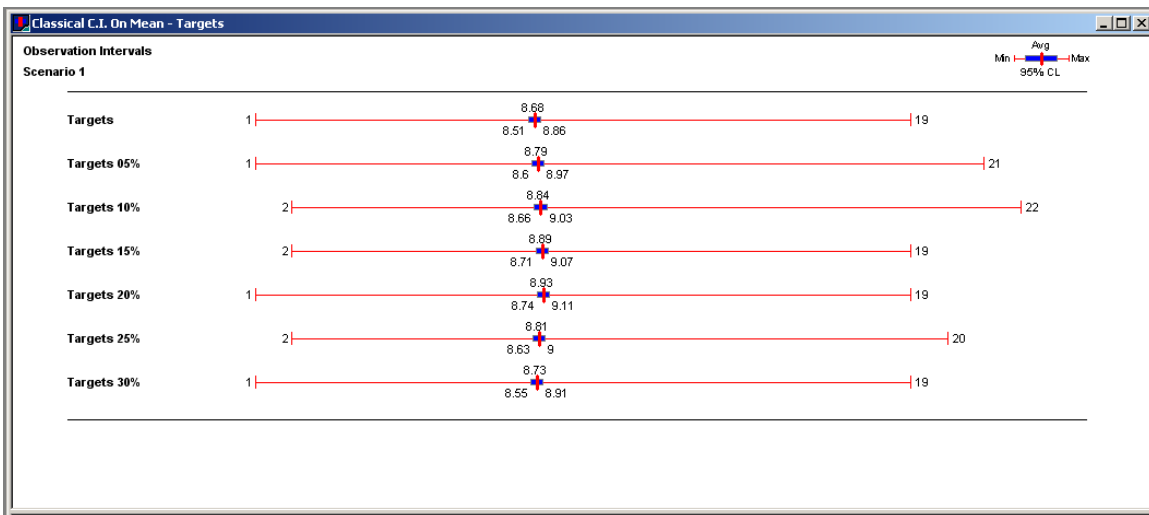 Classical C.I. On Mean - Targets
Observation Intervals
Scenario 1
Avg
Min Max
95% CL
Targets 1 8.68 19
8.51 8.86
Targets 05% 1 8.79 21
8.6 8.97
Targets 10% 2 8.84 22
8.66 9.03
Targets 15% 2 8.89 19
8.71 9.07
Targets 20% 1 8.93 19
8.74 9.11
Targets 25% 2 8.81 20
8.63 9
Targets 30% 1 8.73 19
8.55 8.91